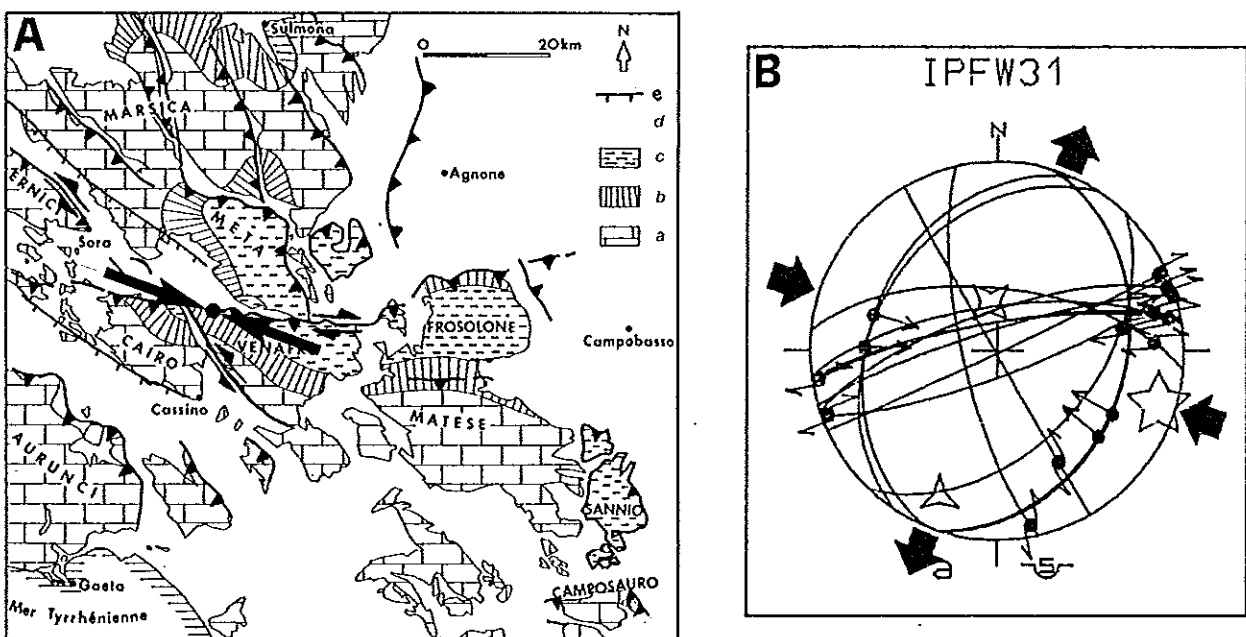 A
Sulmona
0 20km
N
MARSICA
e
d
c
b
a
Agnone
ERNICI
META
Sora
FROSOLONE
Campobasso
CAIRO
Cassino
MATESE
AURUNCI
SANNIO
Gaeta
CAMPOSAURO
Mer Tyrrhénienne
B
IPFW31
N
a